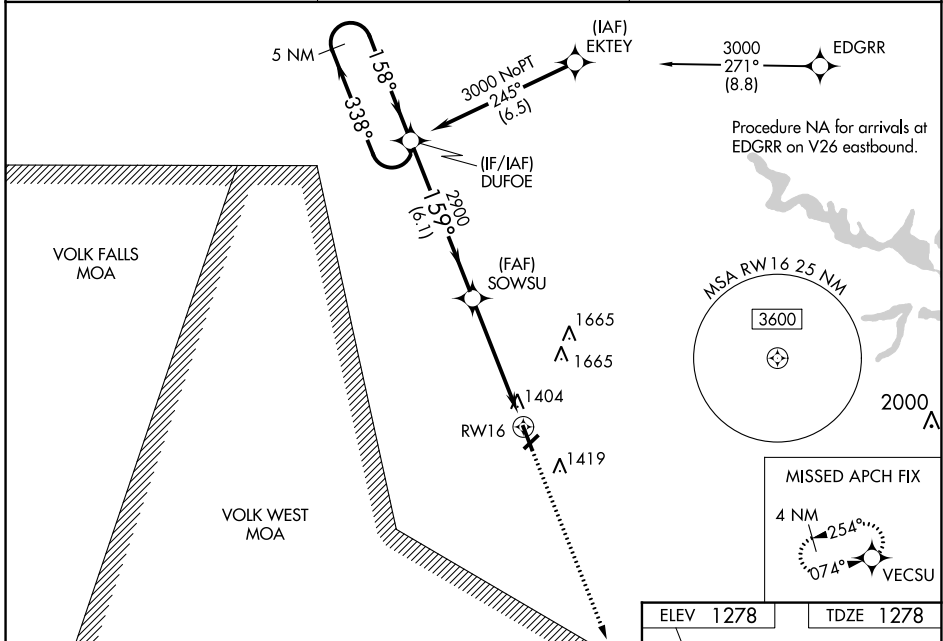 (IAF)
EKTEY
3000
271°
(8.8)
EDGRR
5 NM
158°
338°
3000 NoPT
245°
(6.5)
Procedure NA for arrivals at
EDGRR on V26 eastbound.
(IF/IAF)
DUFOE
2900
159°
(6.1)
VOLK FALLS
MOA
(FAF)
SOWSU
MSA RW16 25 NM
3600
1665
1665
1404
RW16
1419
2000
VOLK WEST
MOA
MISSED APCH FIX
4 NM
254°
074°
VECSU
ELEV 1278
TDZE 1278